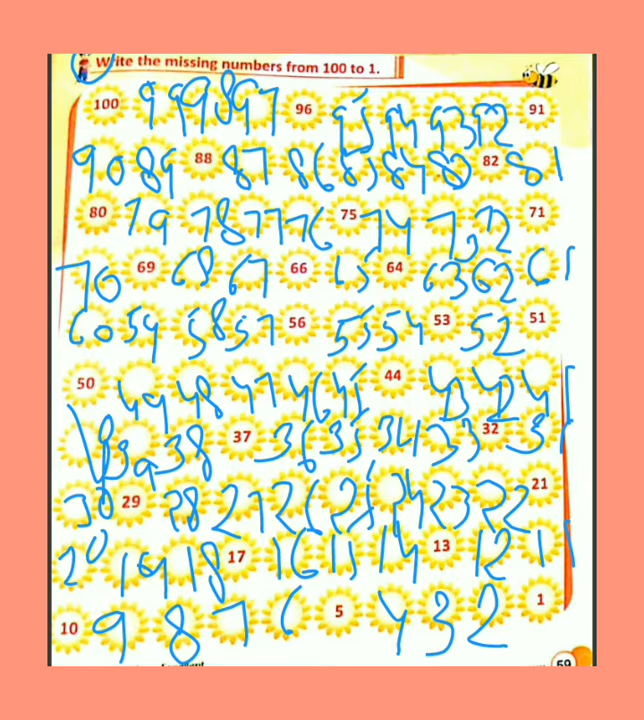 Write the missing numbers from 100 to 1.
100 99 98 97 96 95 94 93 92 91
90 89 88 87 86 85 84 83 82 81
80 79 78 77 76 75 74 73 72 71
70 69 68 67 66 65 64 63 62 61
60 59 58 57 56 55 54 53 52 51
50 49 48 47 46 45 44 43 42 41
39 38 37 36 35 34 33 32 31
30 29 28 27 26 25 24 23 22 21
20 19 18 17 16 15 14 13 12 11
10 9 8 7 6 5 4 3 2 1
59